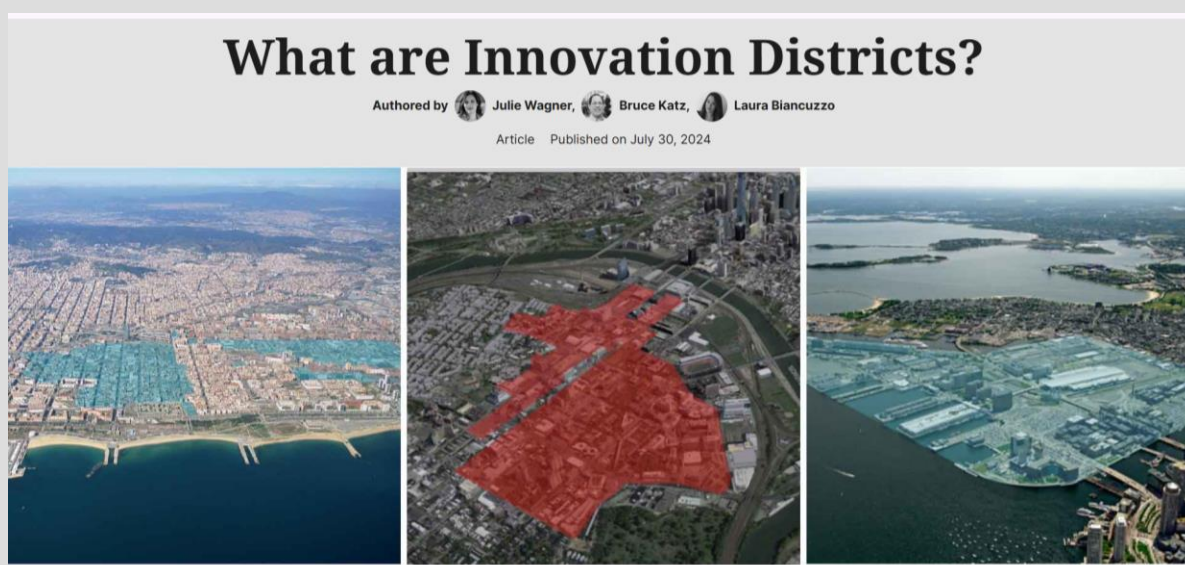 What are Innovation Districts?
Authored by Julie Wagner, Bruce Katz, Laura Biancuzzo
Article Published on July 30, 2024